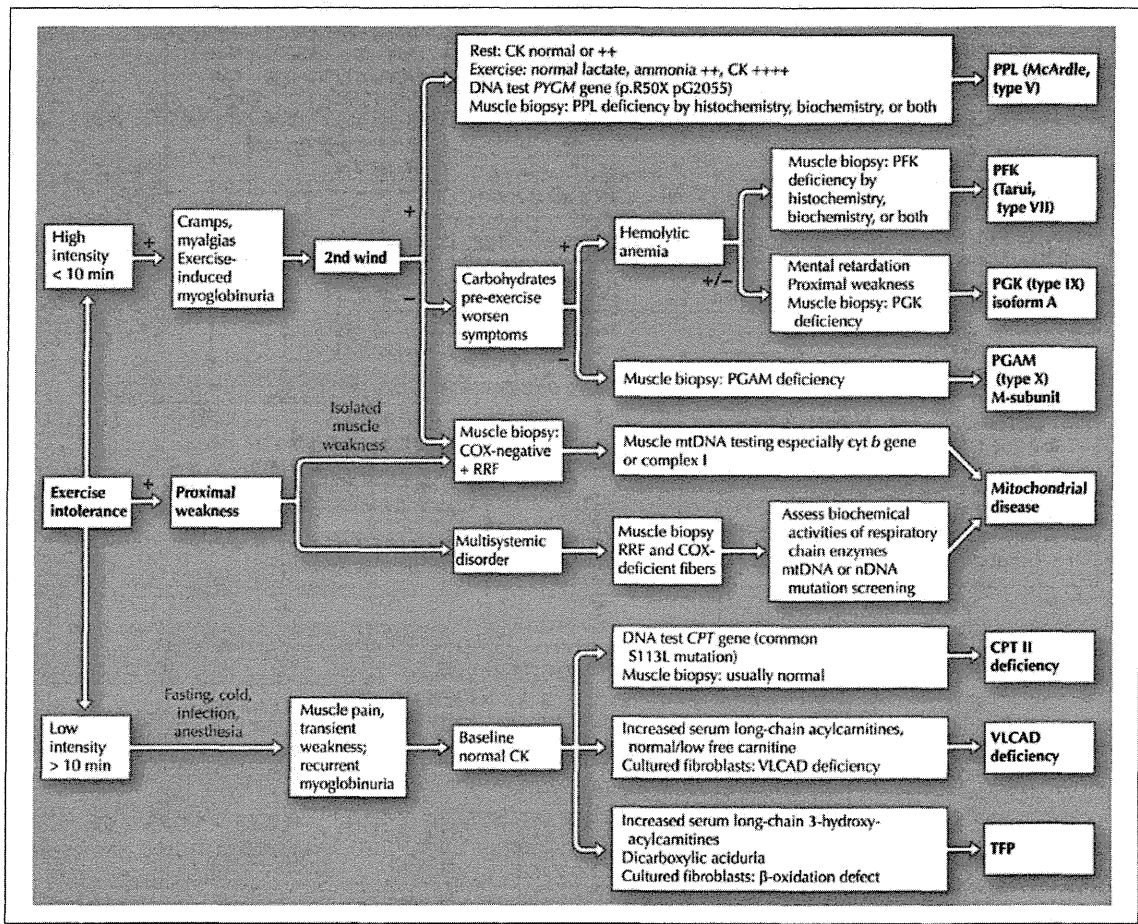 Rest: CK normal or ++
Exercise: normal lactate, ammonia ++, CK ++++
DNA test PYGM gene (p.R50X pG2055)
Muscle biopsy: PPL deficiency by histochemistry, biochemistry, or both
PPL (McArdle,
type V)
High
intensity
< 10 min
+
Cramps,
myalgias
Exercise-
induced
myoglobinuria
2nd wind
+
−
Carbohydrates
pre-exercise
worsen
symptoms
+
−
Hemolytic
anemia
+
+/−
Muscle biopsy: PFK
deficiency by
histochemistry,
biochemistry, or both
PFK
(Tarui,
type VII)
Mental retardation
Proximal weakness
Muscle biopsy: PGK
deficiency
PGK (type IX)
isoform A
Muscle biopsy: PGAM deficiency
PGAM
(type X)
M-subunit
Exercise
intolerance
+
Proximal
weakness
Isolated
muscle
weakness
Muscle biopsy:
COX-negative
+ RRF
Muscle mtDNA testing especially cyt b gene
or complex I
Mitochondrial
disease
Multisystemic
disorder
Muscle biopsy
RRF and COX-
deficient fibers
Assess biochemical
activities of respiratory
chain enzymes
mtDNA or nDNA
mutation screening
Low
intensity
> 10 min
Fasting, cold,
infection,
anesthesia
Muscle pain,
transient
weakness;
recurrent
myoglobinuria
Baseline
normal CK
DNA test CPT gene (common
S113L mutation)
Muscle biopsy: usually normal
CPT II
deficiency
Increased serum long-chain acylcarnitines,
normal/low free carnitine
Cultured fibroblasts: VLCAD deficiency
VLCAD
deficiency
Increased serum long-chain 3-hydroxy-
acylcarnitines
Dicarboxylic aciduria
Cultured fibroblasts: β-oxidation defect
TFP